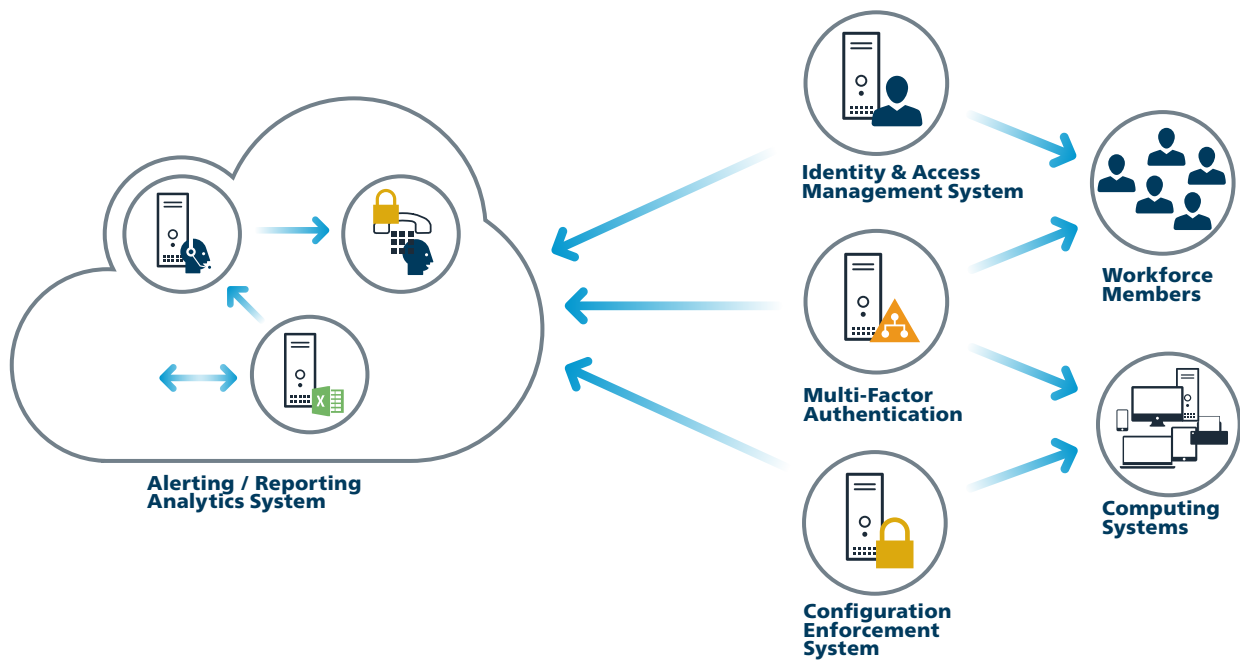 Identity & Access
Management System
Workforce
Members
Multi-Factor
Authentication
X
Alerting / Reporting
Analytics System
Computing
Systems
Configuration
Enforcement
System